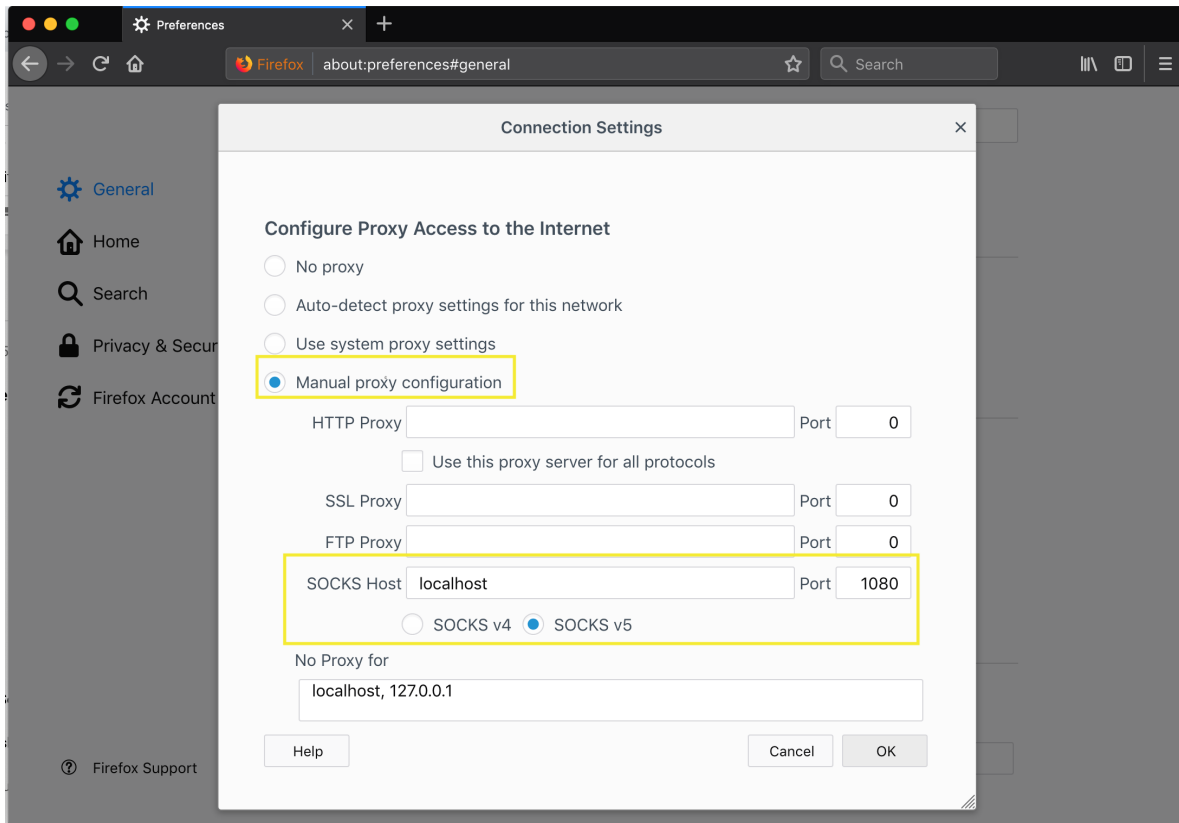 Preferences
Firefox about:preferences#general Search
Connection Settings
General
Home
Search
Privacy & Secur
Firefox Account
Configure Proxy Access to the Internet
No proxy
Auto-detect proxy settings for this network
Use system proxy settings
Manual proxy configuration
HTTP Proxy Port 0
Use this proxy server for all protocols
SSL Proxy Port 0
FTP Proxy Port 0
SOCKS Host localhost Port 1080
SOCKS v4 SOCKS v5
No Proxy for
localhost, 127.0.0.1
Help Cancel OK
Firefox Support